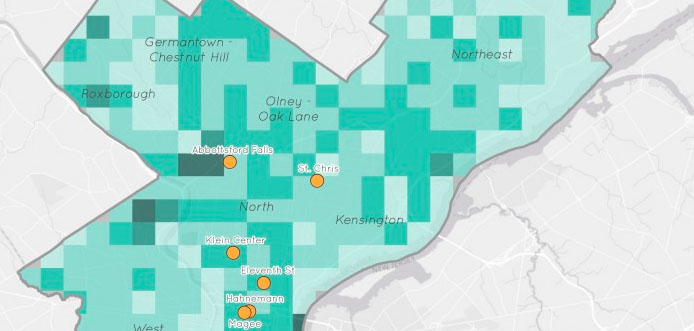 Germantown -
Chestnut Hill
Northeast
Roxborough
Olney -
Oak Lane
Abbottsford Falls
St. Chris
North
Kensington
Klein Center
Eleventh St
Hahnemann
Magee
West